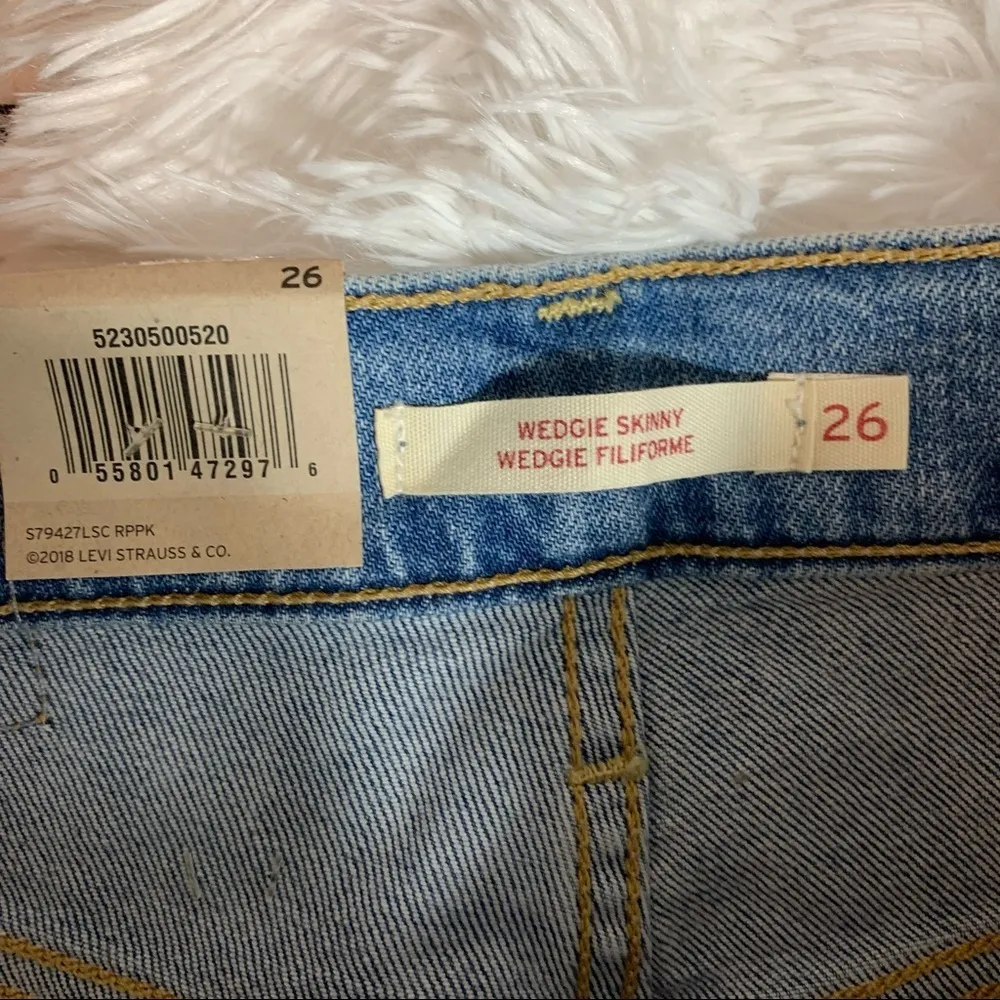 26
5230500520
0 55801 47297 6
S79427LSC RPPK
©2018 LEVI STRAUSS & CO.
WEDGIE SKINNY
WEDGIE FILIFORME
26